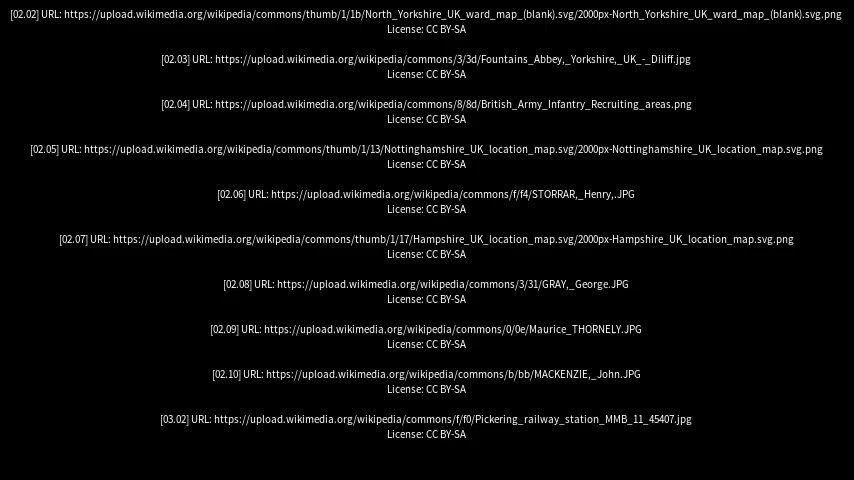 [02.02] URL: https://upload.wikimedia.org/wikipedia/commons/thumb/1/1b/North_Yorkshire_UK_ward_map_(blank).svg/2000px-North_Yorkshire_UK_ward_map_(blank).svg.png
License: CC BY-SA
[02.03] URL: https://upload.wikimedia.org/wikipedia/commons/3/3d/Fountains_Abbey,_Yorkshire,_UK_-_Diliff.jpg
License: CC BY-SA
[02.04] URL: https://upload.wikimedia.org/wikipedia/commons/8/8d/British_Army_Infantry_Recruiting_areas.png
License: CC BY-SA
[02.05] URL: https://upload.wikimedia.org/wikipedia/commons/thumb/1/13/Nottinghamshire_UK_location_map.svg/2000px-Nottinghamshire_UK_location_map.svg.png
License: CC BY-SA
[02.06] URL: https://upload.wikimedia.org/wikipedia/commons/f/f4/STORRAR,_Henry,.JPG
License: CC BY-SA
[02.07] URL: https://upload.wikimedia.org/wikipedia/commons/thumb/1/17/Hampshire_UK_location_map.svg/2000px-Hampshire_UK_location_map.svg.png
License: CC BY-SA
[02.08] URL: https://upload.wikimedia.org/wikipedia/commons/3/31/GRAY,_George.JPG
License: CC BY-SA
[02.09] URL: https://upload.wikimedia.org/wikipedia/commons/0/0e/Maurice_THORNELY.JPG
License: CC BY-SA
[02.10] URL: https://upload.wikimedia.org/wikipedia/commons/b/bb/MACKENZIE,_John.JPG
License: CC BY-SA
[03.02] URL: https://upload.wikimedia.org/wikipedia/commons/f/f0/Pickering_railway_station_MMB_11_45407.jpg
License: CC BY-SA